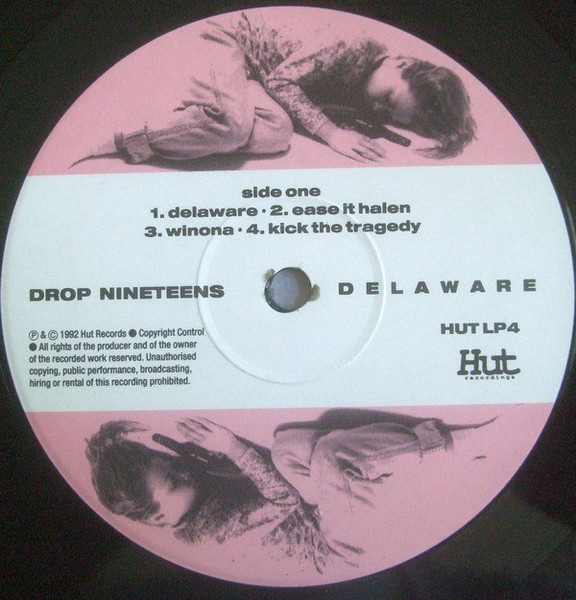 side one
1. delaware • 2. ease it halen
3. winona • 4. kick the tragedy
DROP NINETEENS
DELAWARE
Ⓟ & © 1992 Hut Records ● Copyright Control
● All rights of the producer and of the owner
of the recorded work reserved. Unauthorised
copying, public performance, broadcasting,
hiring or rental of this recording prohibited.
HUT LP4
Hut
recordings